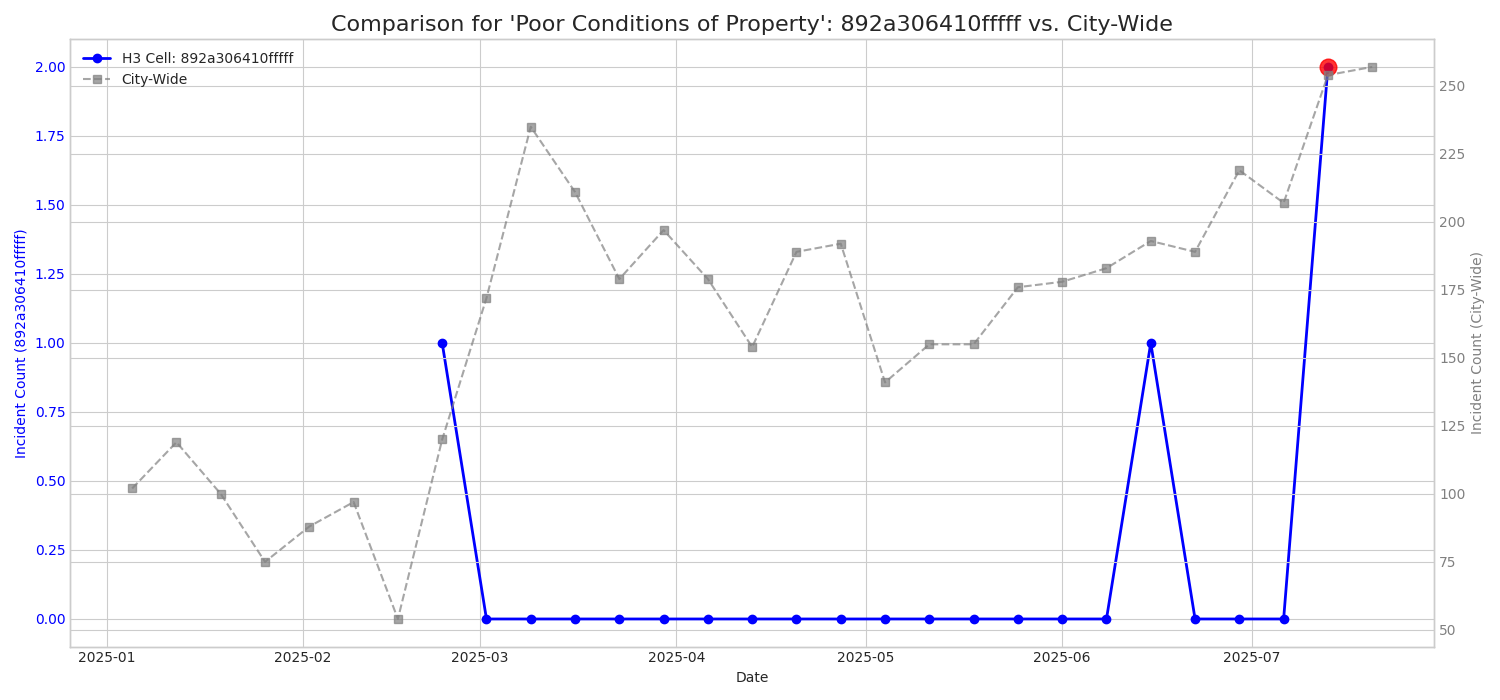 Comparison for 'Poor Conditions of Property': 892a306410fffff vs. City-Wide
H3 Cell: 892a306410fffff
City-Wide
2.00
1.75
1.50
1.25
1.00
0.75
0.50
0.25
0.00
Incident Count (892a306410fffff)
250
225
200
175
150
125
100
75
50
Incident Count (City-Wide)
2025-01 2025-02 2025-03 2025-04 2025-05 2025-06 2025-07
Date